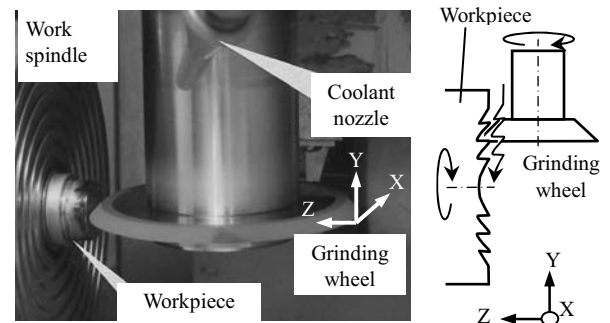 Work
spindle
Coolant
nozzle
Y
X
Z
Grinding
wheel
Workpiece
Workpiece
Grinding
wheel
Y
Z
X